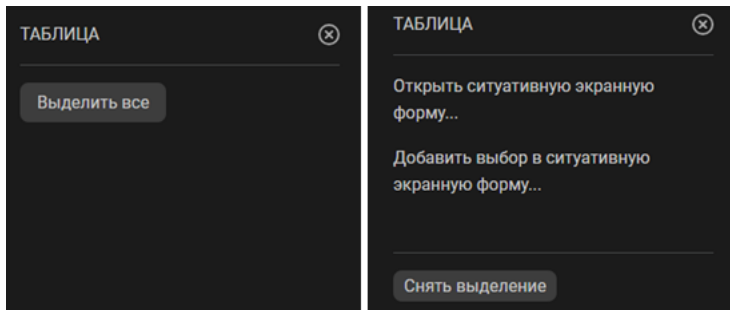 ТАБЛИЦА
Выделить все
ТАБЛИЦА
Открыть ситуативную экранную
форму...
Добавить выбор в ситуативную
экранную форму...
Снять выделение